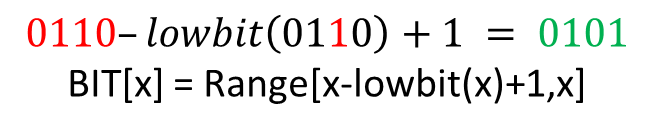 0110– lowbit(0110) + 1 = 0101
BIT[x] = Range[x-lowbit(x)+1,x]